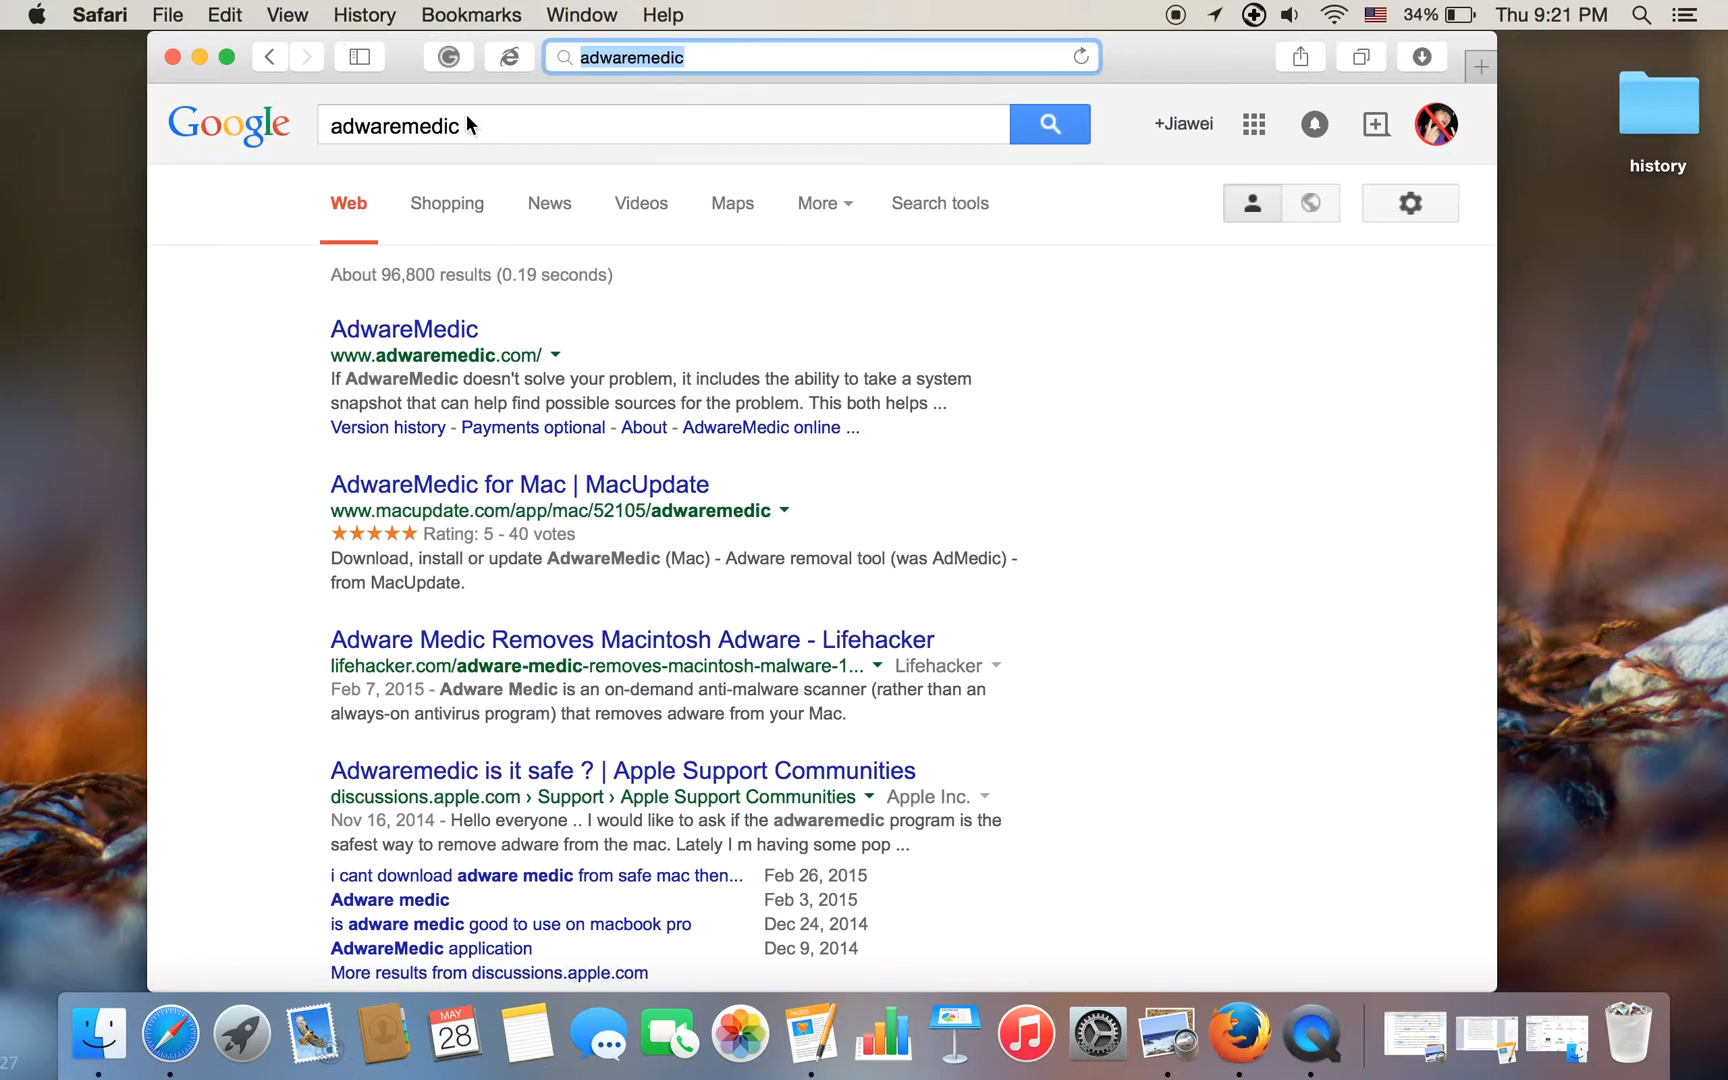 Safari File Edit View History Bookmarks Window Help 34% Thu 9:21 PM
adwaremedic
Google adwaremedic +Jiawei
history
Web Shopping News Videos Maps More Search tools
About 96,800 results (0.19 seconds)
AdwareMedic
www.adwaremedic.com/
If AdwareMedic doesn't solve your problem, it includes the ability to take a system
snapshot that can help find possible sources for the problem. This both helps ...
Version history - Payments optional - About - AdwareMedic online ...
AdwareMedic for Mac | MacUpdate
www.macupdate.com/app/mac/52105/adwaremedic
Rating: 5 - 40 votes
Download, install or update AdwareMedic (Mac) - Adware removal tool (was AdMedic) -
from MacUpdate.
Adware Medic Removes Macintosh Adware - Lifehacker
lifehacker.com/adware-medic-removes-macintosh-malware-1... Lifehacker
Feb 7, 2015 - Adware Medic is an on-demand anti-malware scanner (rather than an
always-on antivirus program) that removes adware from your Mac.
Adwaremedic is it safe ? | Apple Support Communities
discussions.apple.com › Support › Apple Support Communities Apple Inc.
Nov 16, 2014 - Hello everyone .. I would like to ask if the adwaremedic program is the
safest way to remove adware from the mac. Lately I m having some pop ...
i cant download adware medic from safe mac then... Feb 26, 2015
Adware medic Feb 3, 2015
is adware medic good to use on macbook pro Dec 24, 2014
AdwareMedic application Dec 9, 2014
More results from discussions.apple.com
MAY
28
PAGES
27